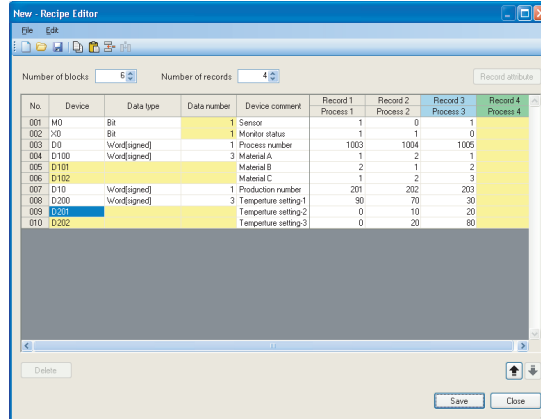 New - Recipe Editor
File Edit
Number of blocks 6 Number of records 4 Record attribute
No. Device Data type Data number Device comment Record 1 Record 2 Record 3 Record 4
Process 1 Process 2 Process 3 Process 4
001 M0 Bit 1 Sensor 1 0 1
002 X0 Bit 1 Monitor status 1 1 0
003 D0 Word[signed] 1 Process number 1003 1004 1005
004 D100 Word[signed] 3 Material A 1 2 1
005 D101 Material B 2 1 2
006 D102 Material C 1 2 3
007 D10 Word[signed] 1 Production number 201 202 203
008 D200 Word[signed] 3 Temperture setting-1 90 70 30
009 D201 Temperture setting-2 0 10 20
010 D202 Temperture setting-3 0 20 80
Delete
Save Close